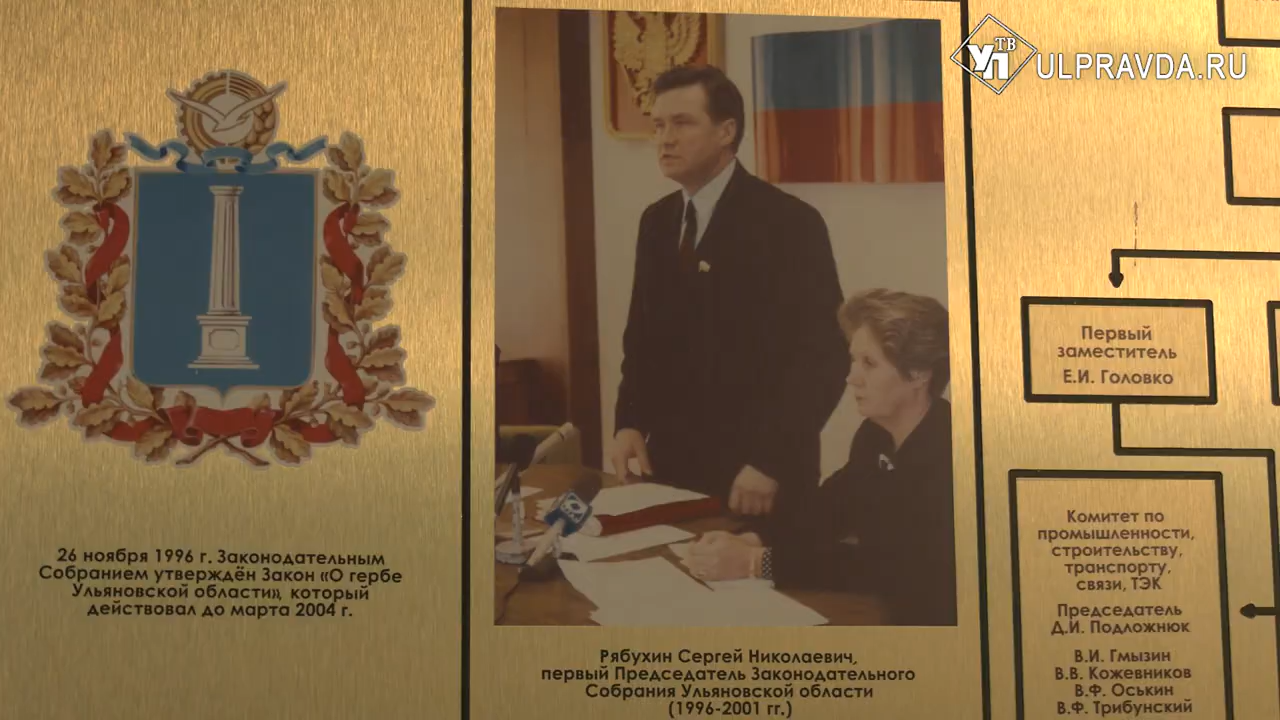 УП ТВ ULPRAVDA.RU
26 ноября 1996 г. Законодательным
Собранием утверждён Закон «О гербе
Ульяновской области», который
действовал до марта 2004 г.
Рябухин Сергей Николаевич,
первый Председатель Законодательного
Собрания Ульяновской области
(1996-2001 гг.)
Первый
заместитель
Е.И. Головко
Комитет по
промышленности,
строительству,
транспорту,
связи, ТЭК
Председатель
Д.И. Подложнюк
В.И. Гмызин
В.В. Кожевников
В.Ф. Оськин
В.Ф. Трибунский